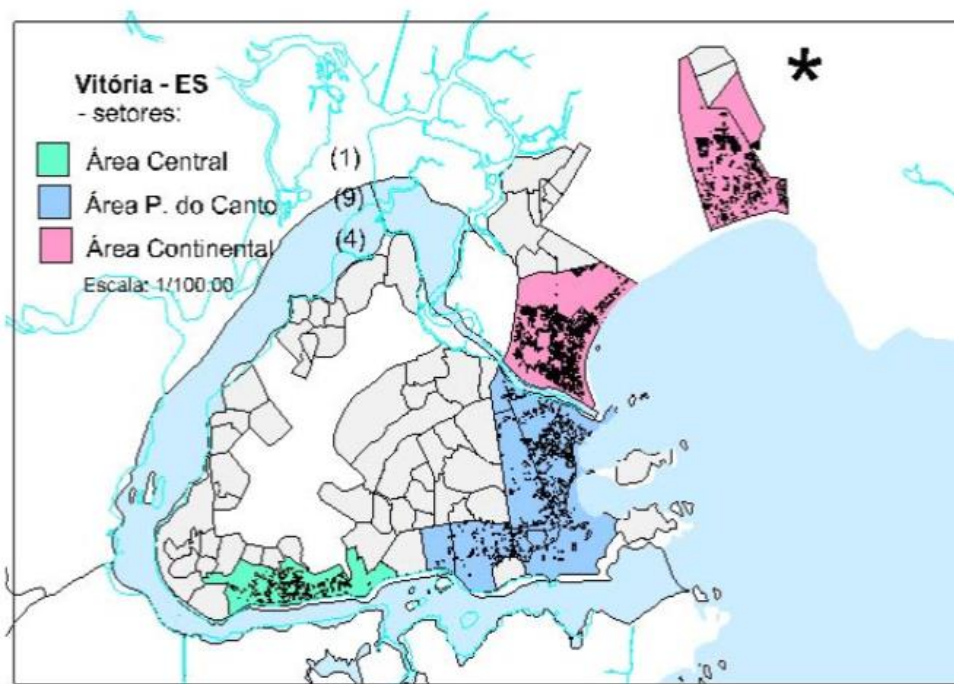 Vitória - ES
- setores:
Área Central (1)
Área P. do Canto (9)
Área Continental (4)
Escala: 1/100.00
*